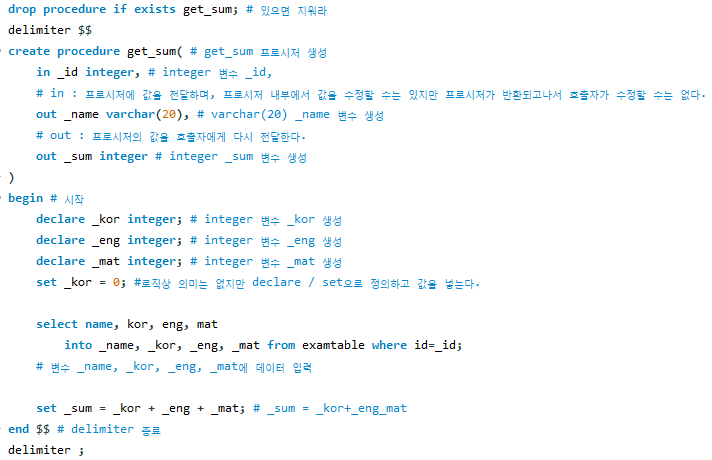 drop procedure if exists get_sum; # 있으면 지워라
delimiter $$
create procedure get_sum( # get_sum 프로시저 생성
in _id integer, # integer 변수 _id,
# in : 프로시저에 값을 전달하며, 프로시저 내부에서 값을 수정할 수는 있지만 프로시저가 반환되고나서 호출자가 수정할 수는 없다.
out _name varchar(20), # varchar(20) _name 변수 생성
# out : 프로시저의 값을 호출자에게 다시 전달한다.
out _sum integer # integer _sum 변수 생성
)
begin # 시작
declare _kor integer; # integer 변수 _kor 생성
declare _eng integer; # integer 변수 _eng 생성
declare _mat integer; # integer 변수 _mat 생성
set _kor = 0; #로직상 의미는 없지만 declare / set으로 정의하고 값을 넣는다.
select name, kor, eng, mat
into _name, _kor, _eng, _mat from examtable where id=_id;
# 변수 _name, _kor, _eng, _mat에 데이터 입력
set _sum = _kor + _eng + _mat; # _sum = _kor+_eng_mat
end $$ # delimiter 종료
delimiter ;